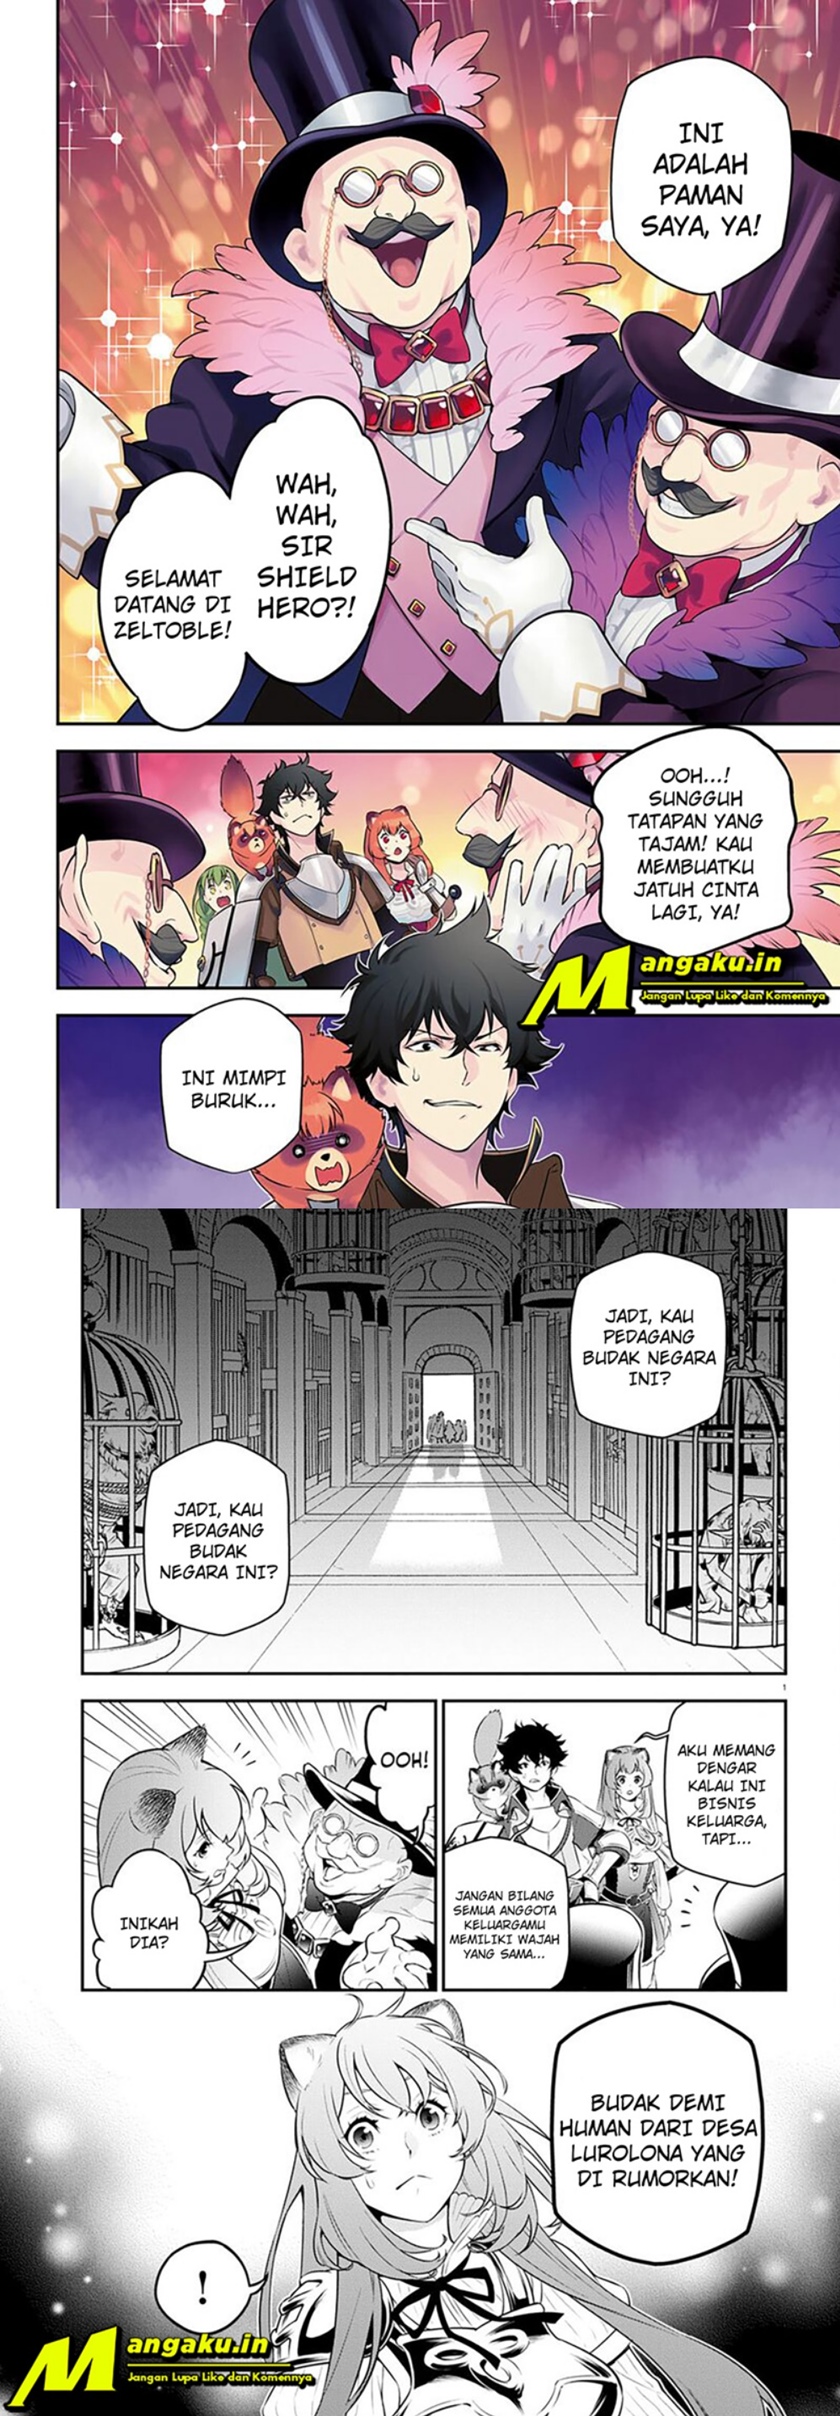 INI
ADALAH
PAMAN
SAYA, YA!
WAH,
WAH,
SIR
SHIELD
HERO?!
SELAMAT
DATANG DI
ZELTOBLE!
OOH...!
SUNGGUH
TATAPAN YANG
TAJAM! KAU
MEMBUATKU
JATUH CINTA
LAGI, YA!
Mangaku.in
Jangan Lupa Like dan Komennya
INI MIMPI
BURUK...
JADI, KAU
PEDAGANG
BUDAK NEGARA
INI?
JADI, KAU
PEDAGANG
BUDAK
NEGARA INI?
1
AKU MEMANG
DENGAR
KALAU INI
BISNIS
KELUARGA,
TAPI...
JANGAN BILANG
SEMUA ANGGOTA
KELUARGAMU
MEMILIKI WAJAH
YANG SAMA...
OOH!
INIKAH
DIA?
BUDAK DEMI
HUMAN DARI DESA
LUROLONA YANG
DI RUMORKAN!
!
Mangaku.in
Jangan Lupa Like dan Komennya